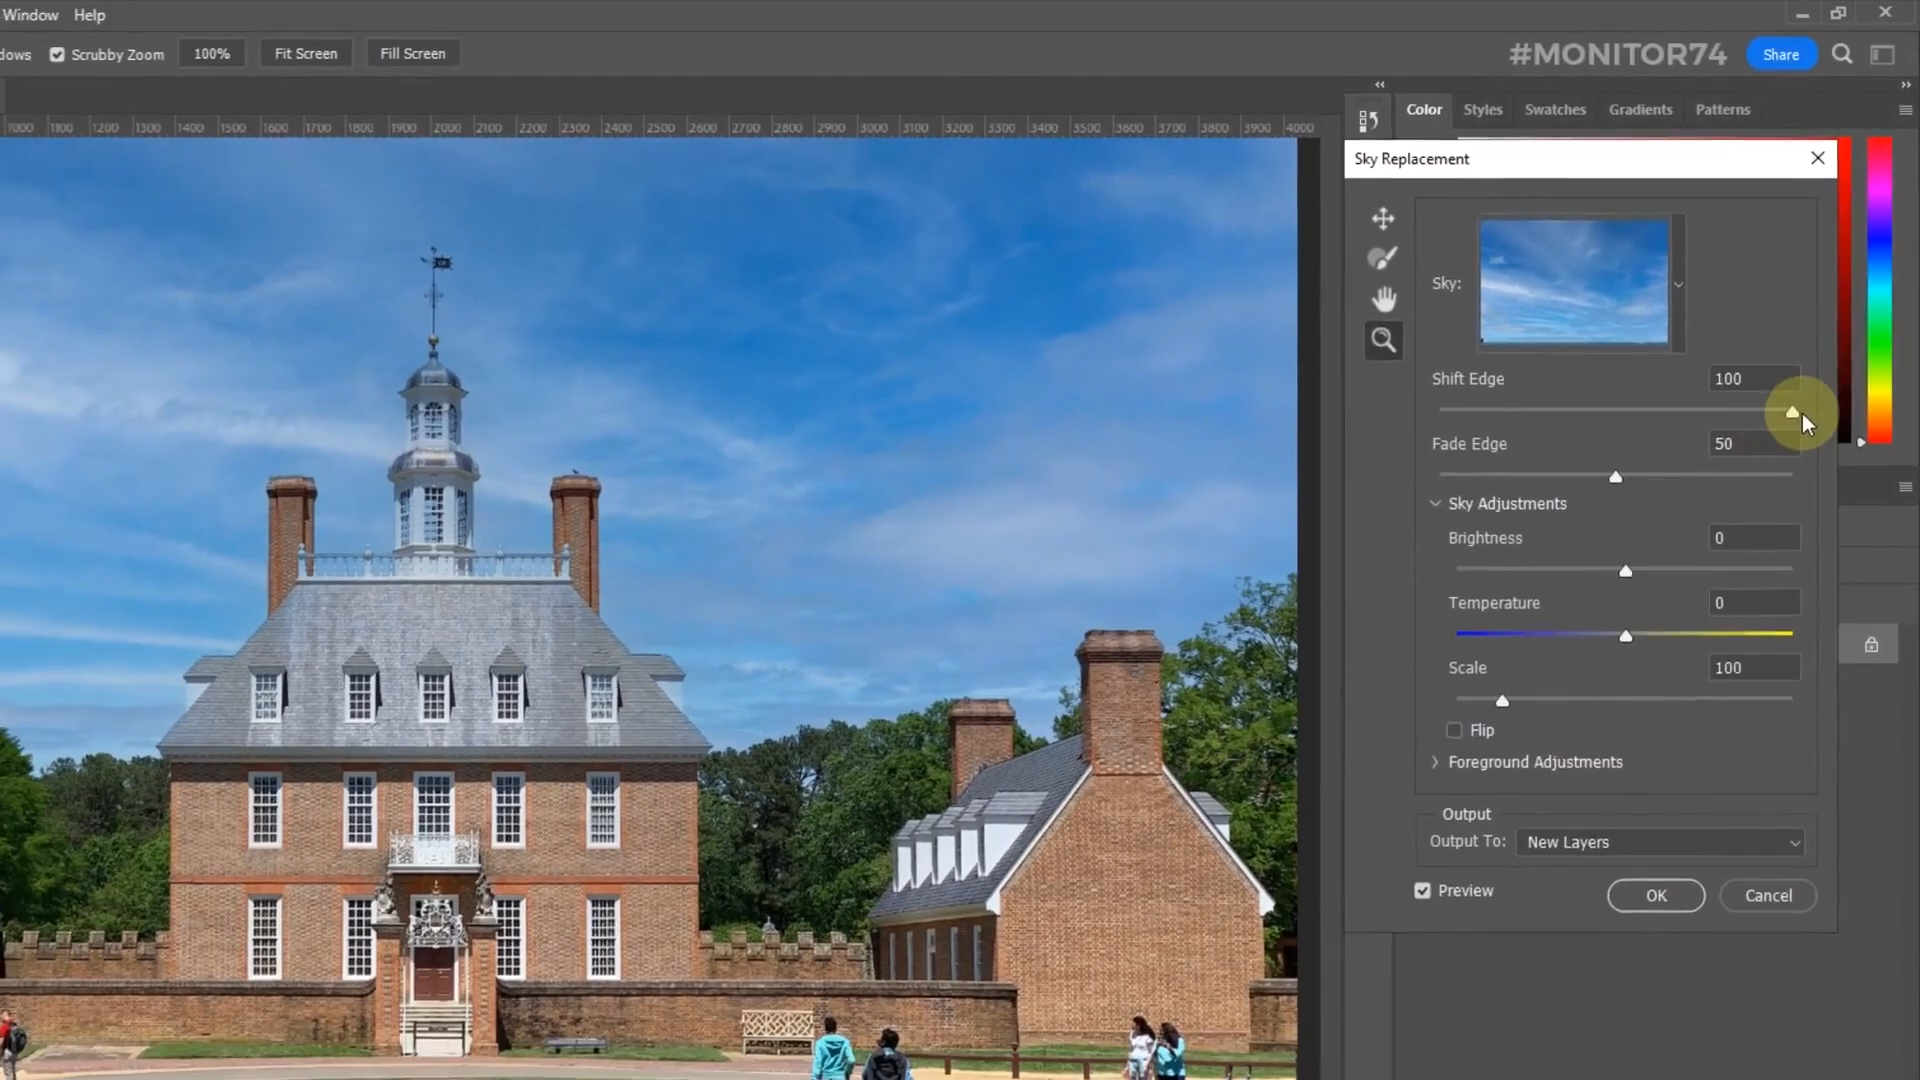 Window Help
dows Scrubby Zoom 100% Fit Screen Fill Screen #MONITOR74 Share
Color Styles Swatches Gradients Patterns
1000 1100 1200 1300 1400 1500 1600 1700 1800 1900 2000 2100 2200 2300 2400 2500 2600 2700 2800 2900 3000 3100 3200 3300 3400 3500 3600 3700 3800 3900 4000
Sky Replacement
Sky:
Shift Edge 100
Fade Edge 50
Sky Adjustments
Brightness 0
Temperature 0
Scale 100
Flip
Foreground Adjustments
Output
Output To: New Layers
Preview OK Cancel